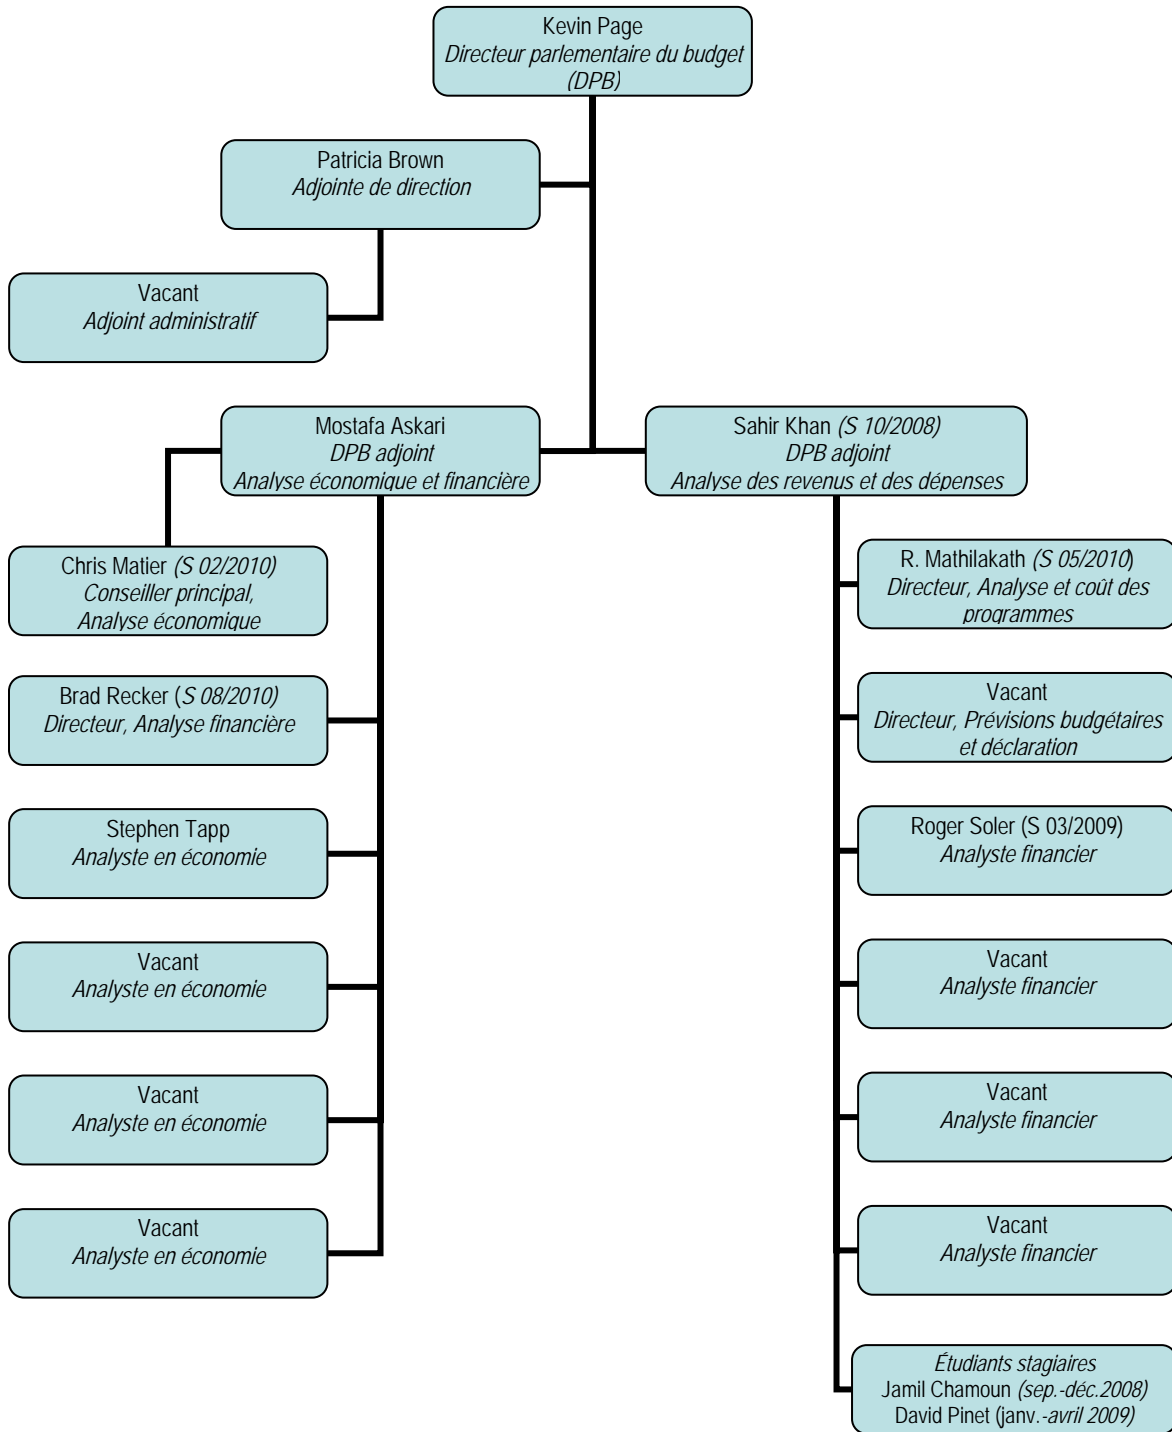 Kevin Page
Directeur parlementaire du budget
(DPB)
Patricia Brown
Adjointe de direction
Vacant
Adjoint administratif
Mostafa Askari
DPB adjoint
Analyse économique et financière
Sahir Khan (S 10/2008)
DPB adjoint
Analyse des revenus et des dépenses
Chris Matier (S 02/2010)
Conseiller principal,
Analyse économique
Brad Recker (S 08/2010)
Directeur, Analyse financière
Stephen Tapp
Analyste en économie
Vacant
Analyste en économie
Vacant
Analyste en économie
Vacant
Analyste en économie
R. Mathilakath (S 05/2010)
Directeur, Analyse et coût des
programmes
Vacant
Directeur, Prévisions budgétaires
et déclaration
Roger Soler (S 03/2009)
Analyste financier
Vacant
Analyste financier
Vacant
Analyste financier
Vacant
Analyste financier
Étudiants stagiaires
Jamil Chamoun (sep.-déc.2008)
David Pinet (janv.-avril 2009)